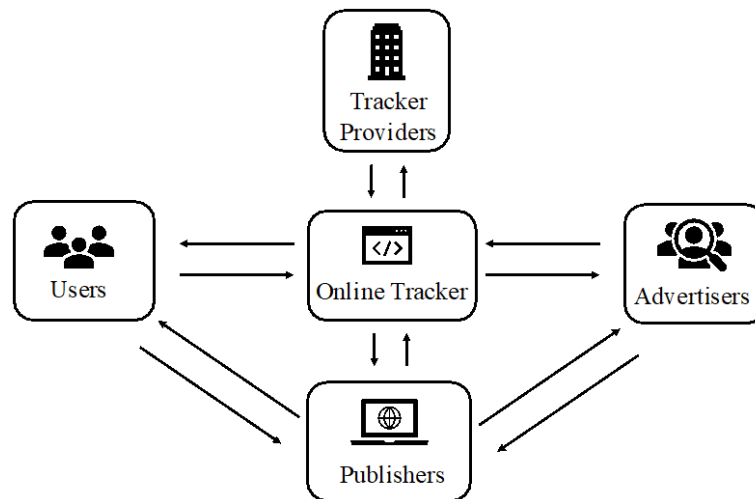 Tracker
Providers
Users
</>
Online Tracker
Advertisers
Publishers